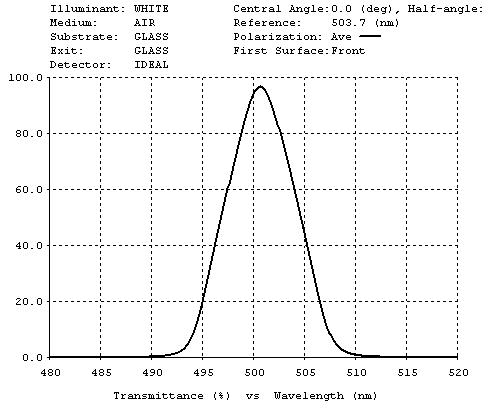 Illuminant: WHITE Central Angle:0.0 (deg), Half-angle:
Medium: AIR Reference: 503.7 (nm)
Substrate: GLASS Polarization: Ave
Exit: GLASS First Surface:Front
Detector: IDEAL
100.0
80.0
60.0
40.0
20.0
0.0
480 485 490 495 500 505 510 515 520
Transmittance (%) vs Wavelength (nm)